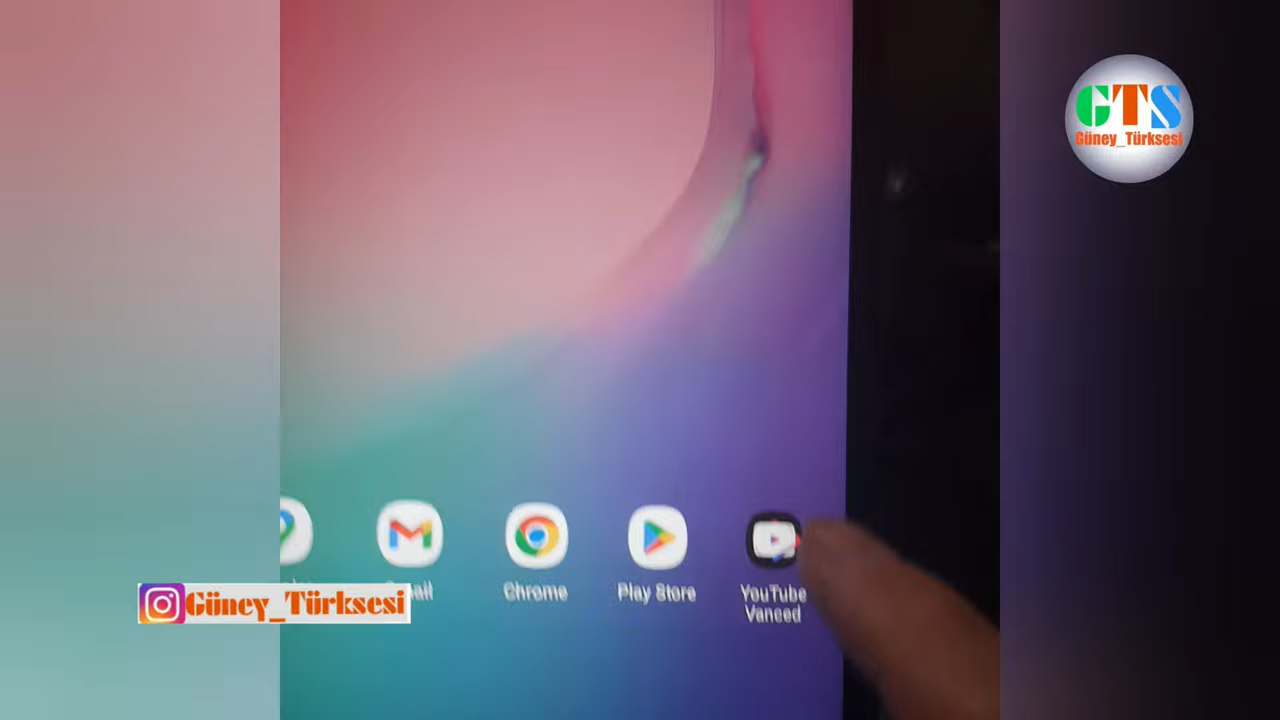 GTS
Güney_Türksesi
Chrome
Play Store
YouTube
Vanced
Güney_Türksesi